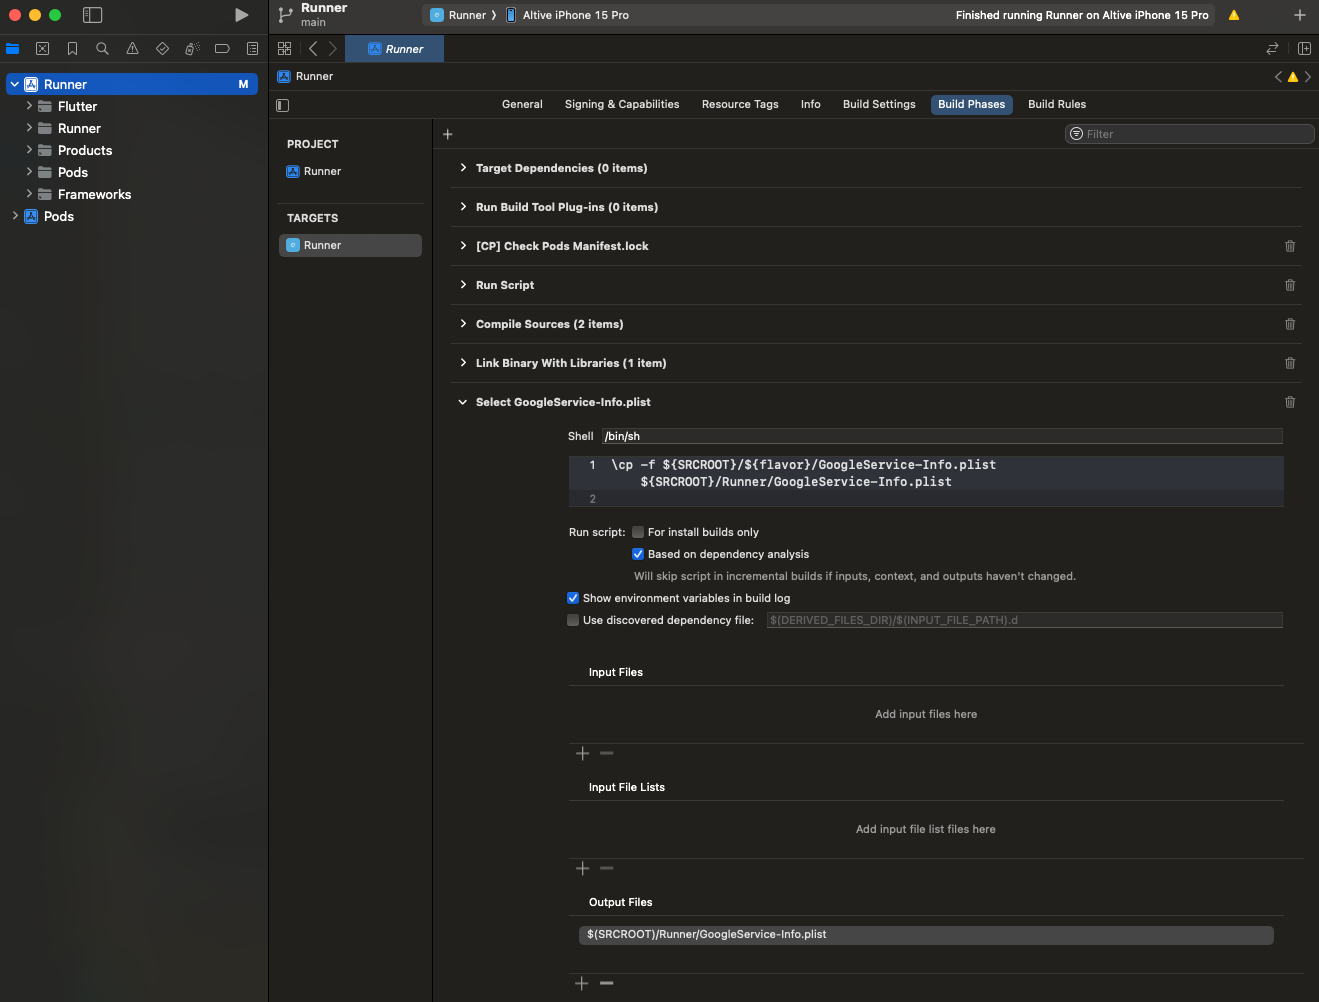 Runner
main
Runner
Altive iPhone 15 Pro
Finished running Runner on Altive iPhone 15 Pro
Runner
Runner
M
Flutter
Runner
Products
Pods
Frameworks
Pods
Runner
General
Signing & Capabilities
Resource Tags
Info
Build Settings
Build Phases
Build Rules
PROJECT
Runner
TARGETS
Runner
Filter
Target Dependencies (0 items)
Run Build Tool Plug-ins (0 items)
[CP] Check Pods Manifest.lock
Run Script
Compile Sources (2 items)
Link Binary With Libraries (1 item)
Select GoogleService-Info.plist
Shell /bin/sh
1 \cp -f ${SRCROOT}/${flavor}/GoogleService-Info.plist
${SRCROOT}/Runner/GoogleService-Info.plist
2
Run script: For install builds only
Based on dependency analysis
Will skip script in incremental builds if inputs, context, and outputs haven't changed.
Show environment variables in build log
Use discovered dependency file: $(DERIVED_FILES_DIR)/$(INPUT_FILE_PATH).d
Input Files
Add input files here
Input File Lists
Add input file list files here
Output Files
$(SRCROOT)/Runner/GoogleService-Info.plist